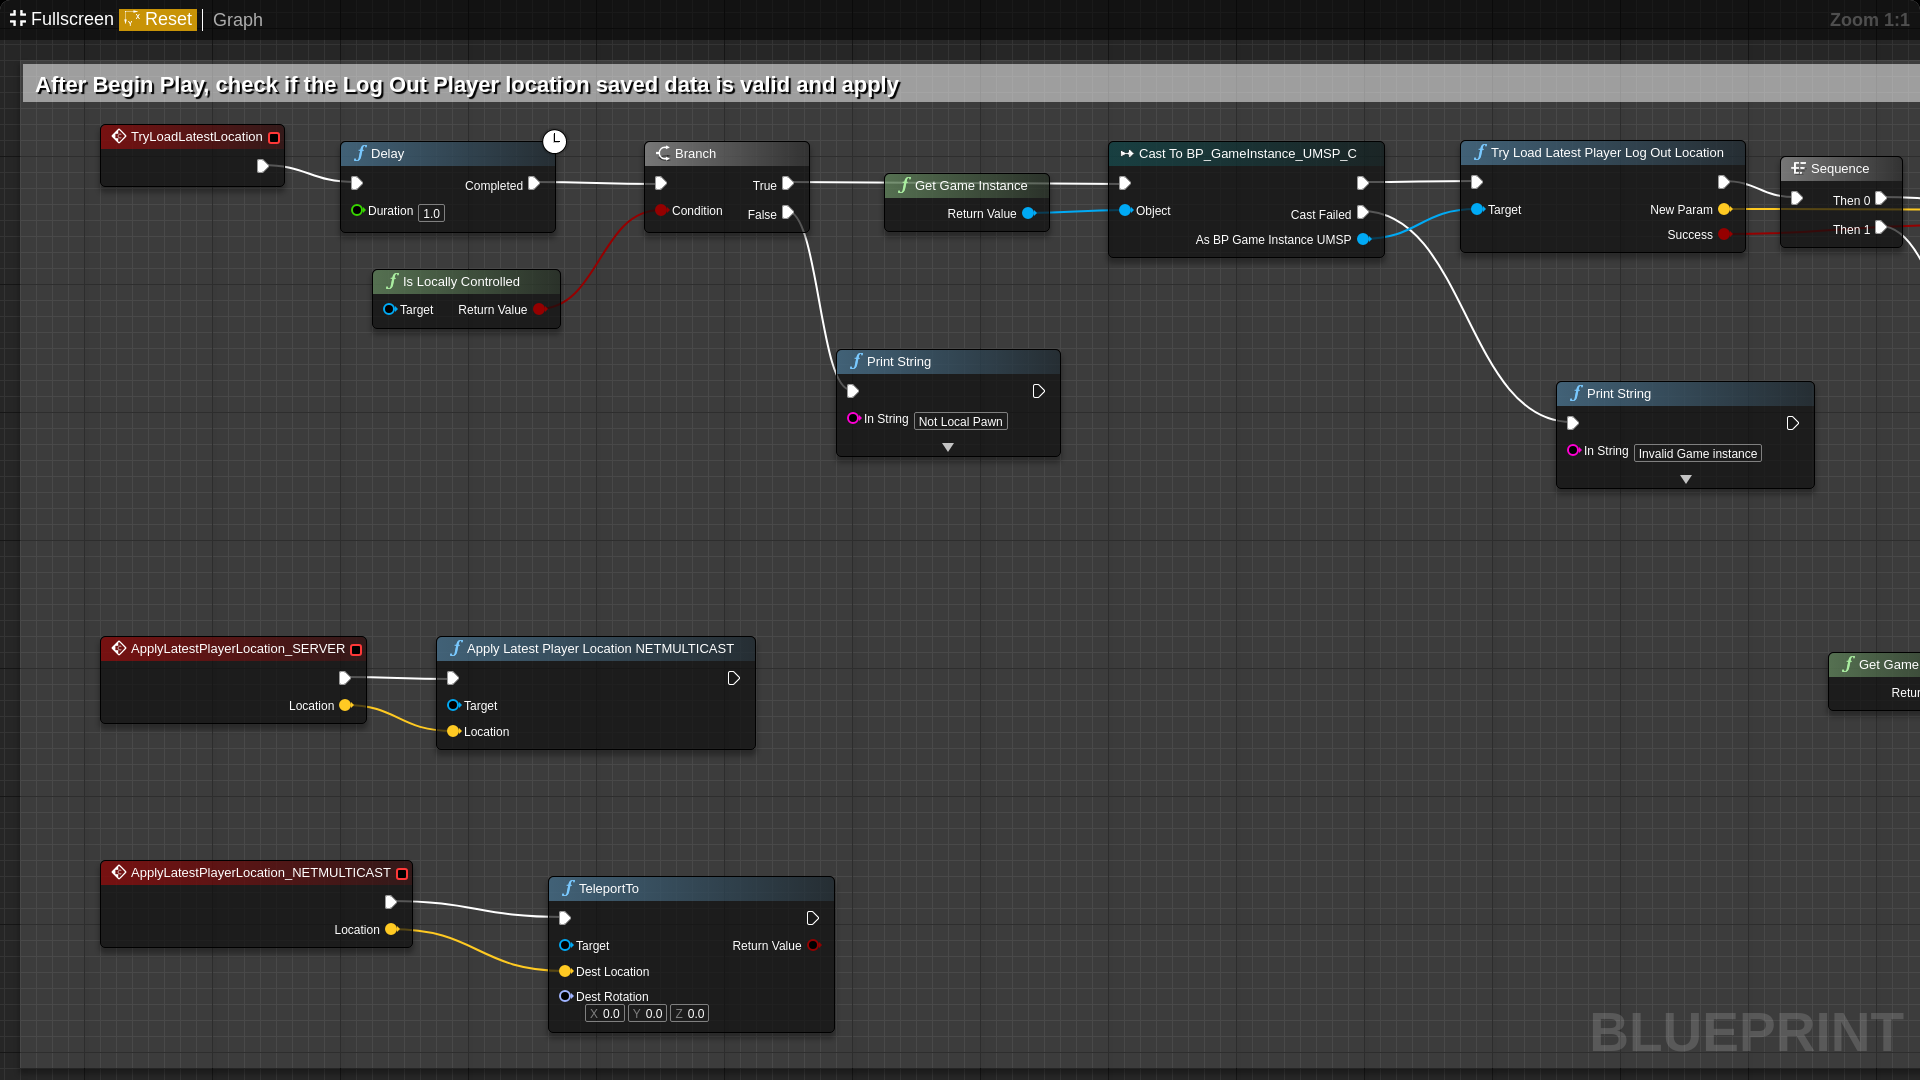 Fullscreen Reset Graph
Zoom 1:1
After Begin Play, check if the Log Out Player location saved data is valid and apply
TryLoadLatestLocation
Delay
Completed
Duration 1.0
Branch
True
Condition
False
Get Game Instance
Return Value
Cast To BP_GameInstance_UMSP_C
Object
Cast Failed
As BP Game Instance UMSP
Try Load Latest Player Log Out Location
Target
New Param
Success
Sequence
Then 0
Then 1
Is Locally Controlled
Target Return Value
Print String
In String Not Local Pawn
Print String
In String Invalid Game instance
ApplyLatestPlayerLocation_SERVER
Location
Apply Latest Player Location NETMULTICAST
Target
Location
Get Game
Retur
ApplyLatestPlayerLocation_NETMULTICAST
Location
TeleportTo
Target Return Value
Dest Location
Dest Rotation
X 0.0 Y 0.0 Z 0.0
BLUEPRINT